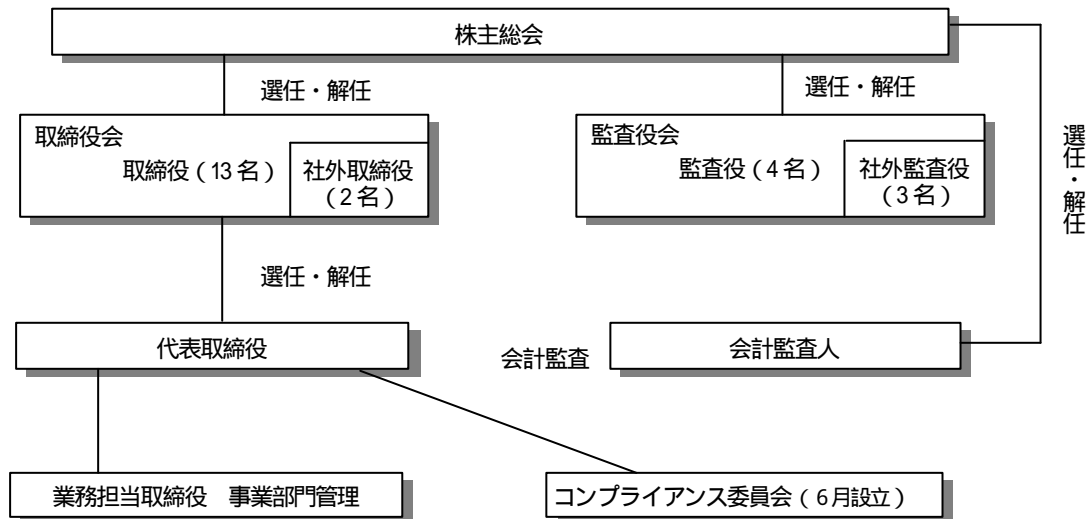 株主総会
選任・解任
選任・解任
選任・解任
取締役会
取締役（13名）
社外取締役
（2名）
監査役会
監査役（4名）
社外監査役
（3名）
選任・解任
代表取締役
会計監査
会計監査人
業務担当取締役　事業部門管理
コンプライアンス委員会（6月設立）